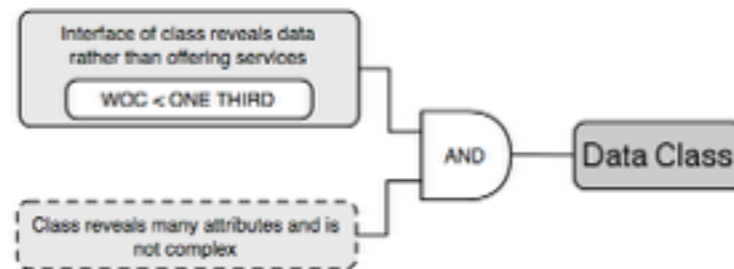 Interface of class reveals data
rather than offering services
WOC < ONE THIRD
AND
Data Class
Class reveals many attributes and is
not complex